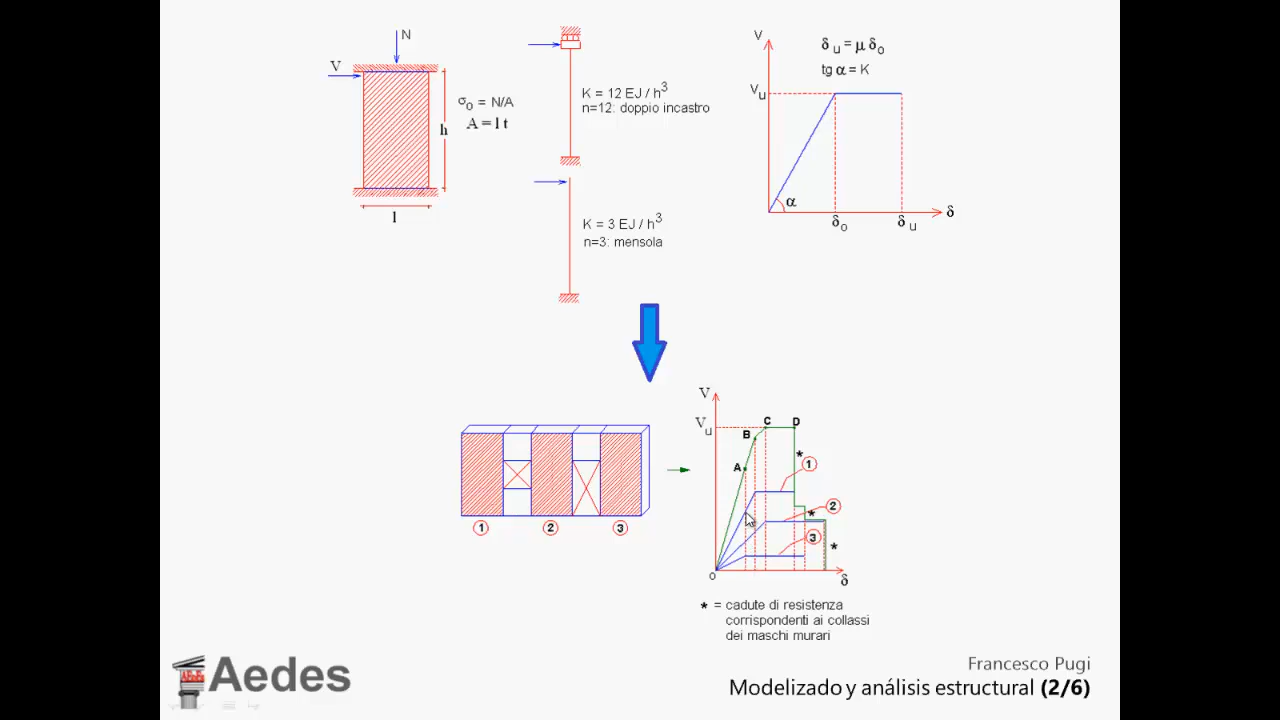 N
V
σo = N/A
A = l t
h
l
K = 12 EJ / h3
n=12: doppio incastro
K = 3 EJ / h3
n=3: mensola
V
δ u = μ δo
tg α = K
Vu
α
δo
δ u
δ
1
2
3
V
Vu
C
D
B
A
*
1
*
2
3
*
O
δ
* = cadute di resistenza
corrispondenti ai collassi
dei maschi murari
Aedes
Francesco Pugi
Modelizado y análisis estructural (2/6)